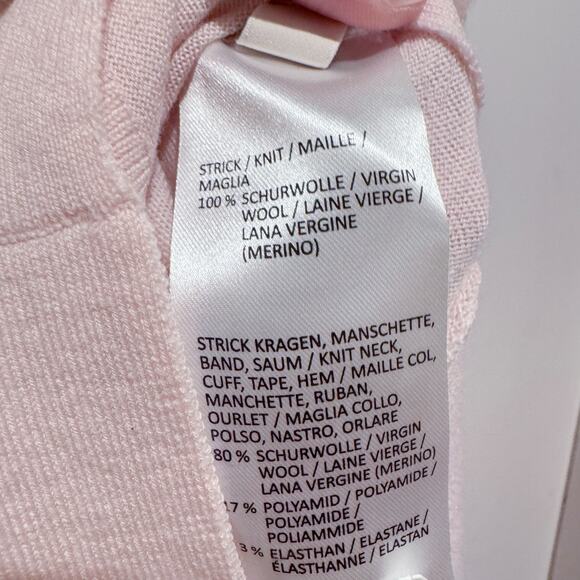 STRICK / KNIT / MAILLE /
MAGLIA
100 % SCHURWOLLE / VIRGIN
WOOL / LAINE VIERGE /
LANA VERGINE
(MERINO)
STRICK KRAGEN, MANSCHETTE,
BAND, SAUM / KNIT NECK,
CUFF, TAPE, HEM / MAILLE COL,
MANCHETTE, RUBAN,
OURLET / MAGLIA COLLO,
POLSO, NASTRO, ORLARE
80 % SCHURWOLLE / VIRGIN
WOOL / LAINE VIERGE /
LANA VERGINE (MERINO)
17 % POLYAMID / POLYAMIDE /
POLYAMIDE /
POLIAMMIDE
3 % ELASTHAN / ELASTANE /
ELASTHANNE / ELASTAN